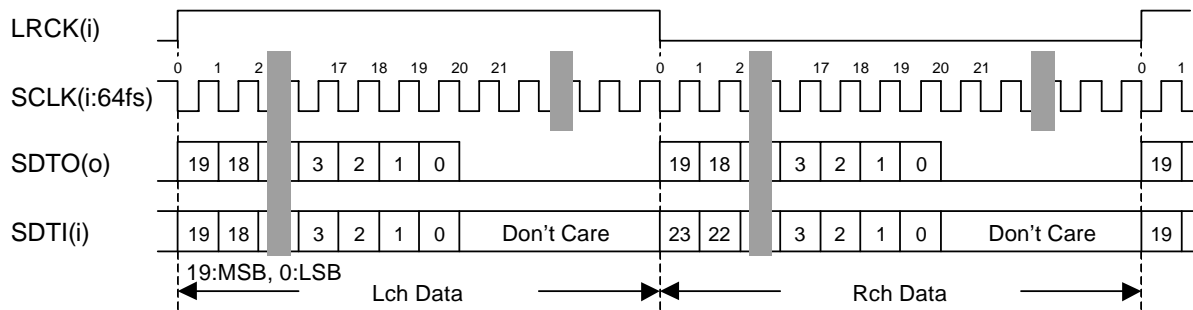 LRCK(i)
0 1 2 17 18 19 20 21 0 1 2 17 18 19 20 21 0 1
SCLK(i:64fs)
SDTO(o) 19 18 3 2 1 0 19 18 3 2 1 0 19
SDTI(i) 19 18 3 2 1 0 Don't Care 23 22 3 2 1 0 Don't Care 19
19:MSB, 0:LSB
Lch Data Rch Data